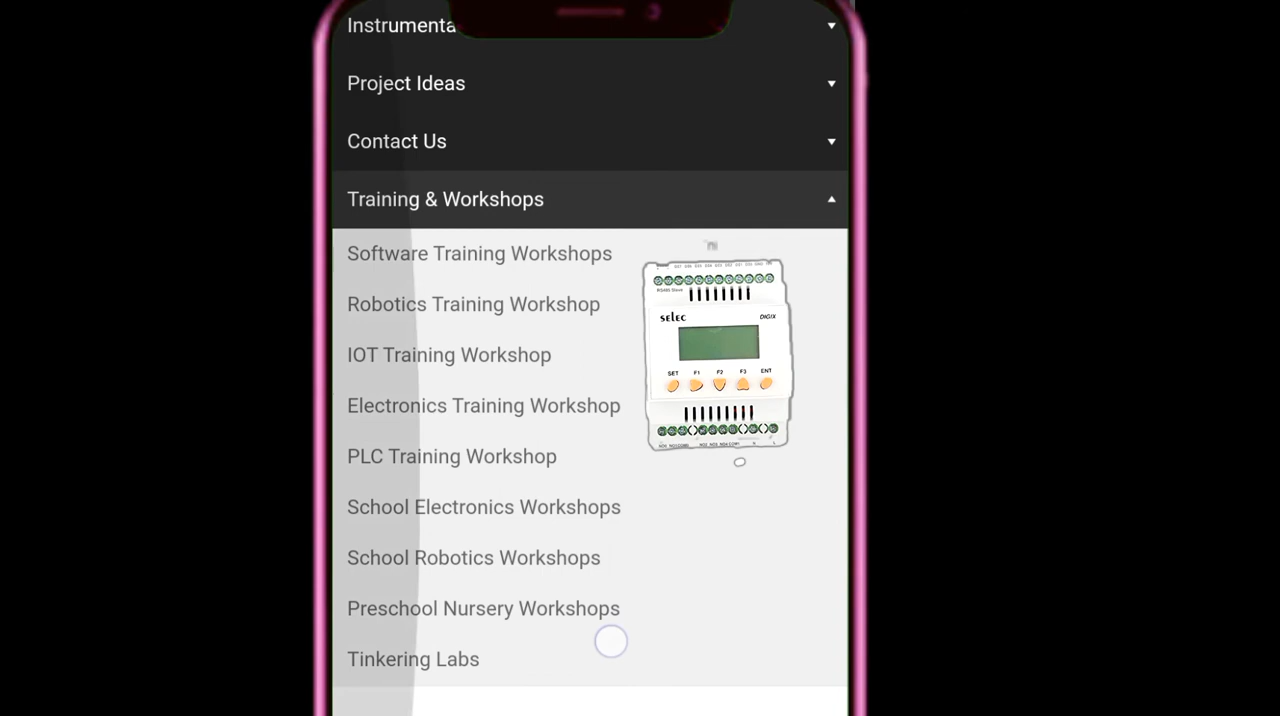 Instrumenta
Project Ideas
Contact Us
Training & Workshops
Software Training Workshops
Robotics Training Workshop
IOT Training Workshop
Electronics Training Workshop
PLC Training Workshop
School Electronics Workshops
School Robotics Workshops
Preschool Nursery Workshops
Tinkering Labs
selec DIGIX
SET F1 F2 F3 ENT